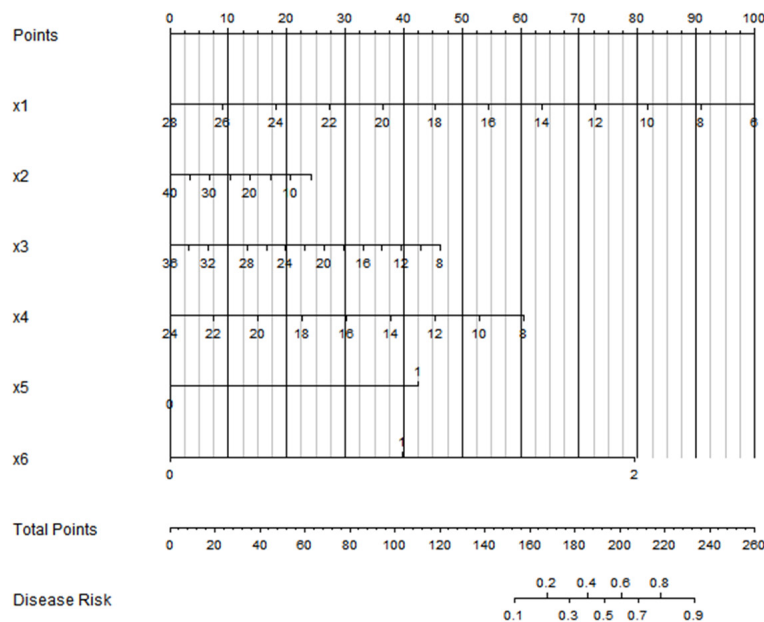 0 10 20 30 40 50 60 70 80 90 100
Points
x1
28 26 24 22 20 18 16 14 12 10 8 6
x2
40 30 20 10
x3
36 32 28 24 20 16 12 8
x4
24 22 20 18 16 14 12 10 8
1
x5
0
1
x6
0 2
Total Points
0 20 40 60 80 100 120 140 160 180 200 220 240 260
0.2 0.4 0.6 0.8
Disease Risk
0.1 0.3 0.5 0.7 0.9